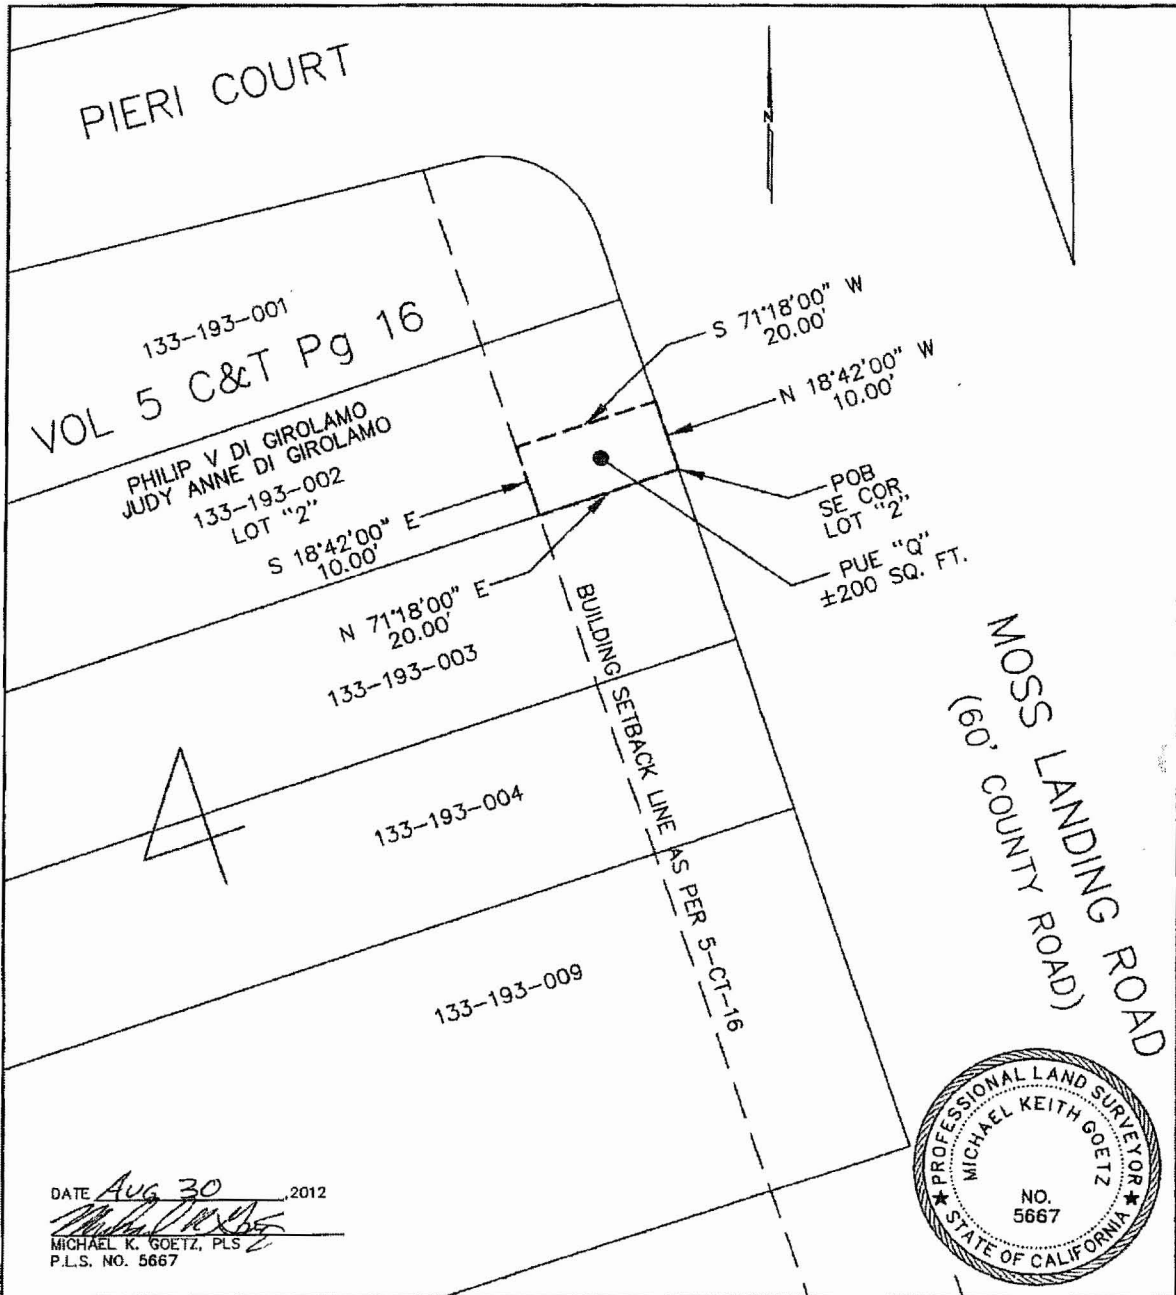 PIERI COURT
N
133-193-001
VOL 5 C&T Pg 16
PHILIP V DI GIROLAMO
JUDY ANNE DI GIROLAMO
133-193-002
LOT "2"
S 71°18'00" W
20.00'
N 18°42'00" W
10.00'
S 18°42'00" E
10.00'
POB
SE COR
LOT "2"
PUE "Q"
±200 SQ. FT.
N 71°18'00" E
20.00'
133-193-003
BUILDING SETBACK LINE AS PER 5-CT-16
MOSS LANDING ROAD
(60' COUNTY ROAD)
4
133-193-004
133-193-009
DATE Aug 30, 2012
MICHAEL K. GOETZ, PLS
P.L.S. NO. 5667
PROFESSIONAL LAND SURVEYOR
MICHAEL KEITH GOETZ
NO.
5667
★ STATE OF CALIFORNIA ★